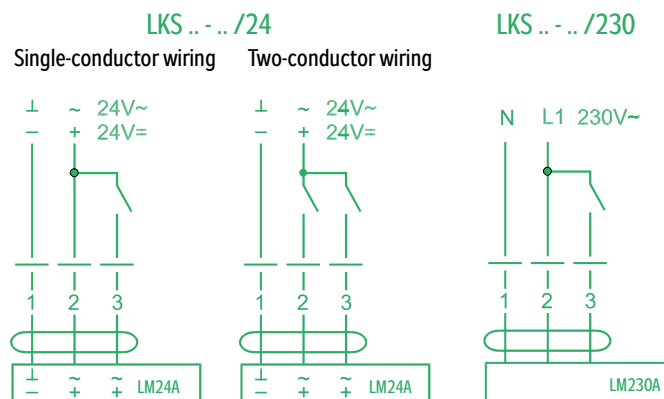 LKS .. - .. /24
LKS .. - .. /230
Single-conductor wiring
Two-conductor wiring
⊥ ~ 24V~
– + 24V=
⊥ ~ 24V~
– + 24V=
N L1 230V~
1 2 3
1 2 3
1 2 3
⊥ ~ ~
– + + LM24A
⊥ ~ ~
– + + LM24A
LM230A